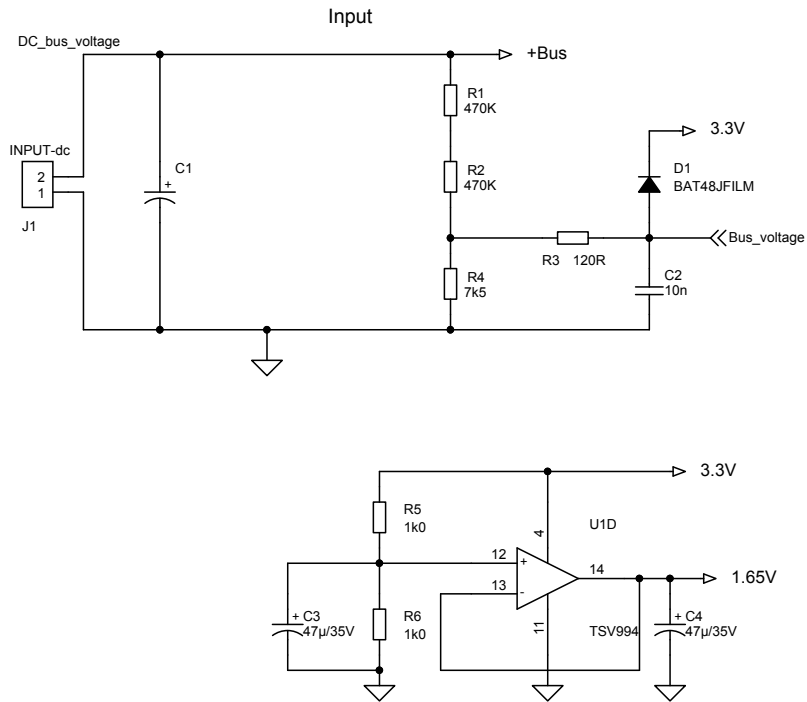 Input
DC_bus_voltage
+Bus
R1
470K
3.3V
INPUT-dc
C1
+
R2
470K
D1
BAT48JFILM
2
1
J1
Bus_voltage
R3 120R
R4
7k5
C2
10n
3.3V
R5
1k0
4
U1D
12
+
14
1.65V
13
-
+ C3
47µ/35V
R6
1k0
11
TSV994
+ C4
47µ/35V